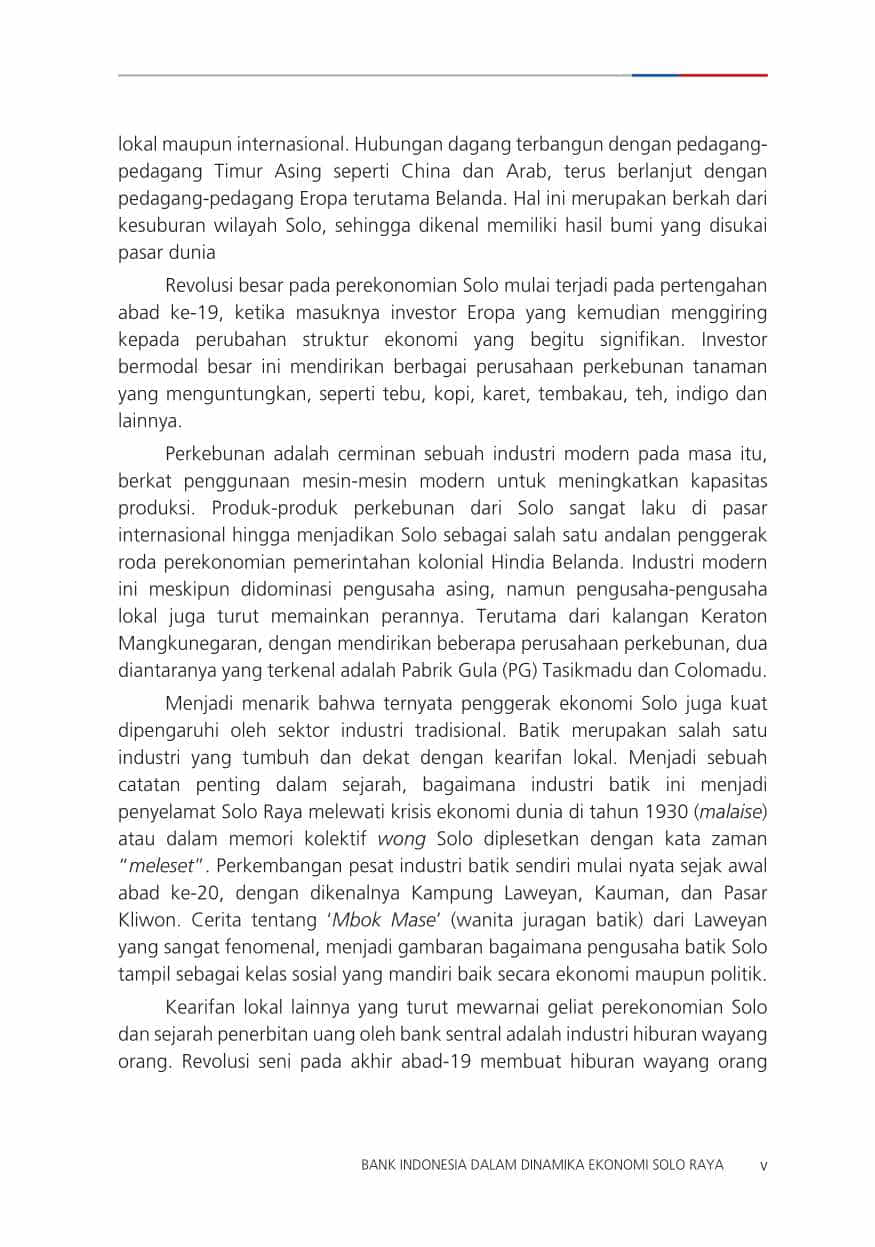 lokal maupun internasional. Hubungan dagang terbangun dengan pedagang-
pedagang Timur Asing seperti China dan Arab, terus berlanjut dengan
pedagang-pedagang Eropa terutama Belanda. Hal ini merupakan berkah dari
kesuburan wilayah Solo, sehingga dikenal memiliki hasil bumi yang disukai
pasar dunia
Revolusi besar pada perekonomian Solo mulai terjadi pada pertengahan
abad ke-19, ketika masuknya investor Eropa yang kemudian menggiring
kepada perubahan struktur ekonomi yang begitu signifikan. Investor
bermodal besar ini mendirikan berbagai perusahaan perkebunan tanaman
yang menguntungkan, seperti tebu, kopi, karet, tembakau, teh, indigo dan
lainnya.
Perkebunan adalah cerminan sebuah industri modern pada masa itu,
berkat penggunaan mesin-mesin modern untuk meningkatkan kapasitas
produksi. Produk-produk perkebunan dari Solo sangat laku di pasar
internasional hingga menjadikan Solo sebagai salah satu andalan penggerak
roda perekonomian pemerintahan kolonial Hindia Belanda. Industri modern
ini meskipun didominasi pengusaha asing, namun pengusaha-pengusaha
lokal juga turut memainkan perannya. Terutama dari kalangan Keraton
Mangkunegaran, dengan mendirikan beberapa perusahaan perkebunan, dua
diantaranya yang terkenal adalah Pabrik Gula (PG) Tasikmadu dan Colomadu.
Menjadi menarik bahwa ternyata penggerak ekonomi Solo juga kuat
dipengaruhi oleh sektor industri tradisional. Batik merupakan salah satu
industri yang tumbuh dan dekat dengan kearifan lokal. Menjadi sebuah
catatan penting dalam sejarah, bagaimana industri batik ini menjadi
penyelamat Solo Raya melewati krisis ekonomi dunia di tahun 1930 (malaise)
atau dalam memori kolektif wong Solo diplesetkan dengan kata zaman
“meleset”. Perkembangan pesat industri batik sendiri mulai nyata sejak awal
abad ke-20, dengan dikenalnya Kampung Laweyan, Kauman, dan Pasar
Kliwon. Cerita tentang ‘Mbok Mase’ (wanita juragan batik) dari Laweyan
yang sangat fenomenal, menjadi gambaran bagaimana pengusaha batik Solo
tampil sebagai kelas sosial yang mandiri baik secara ekonomi maupun politik.
Kearifan lokal lainnya yang turut mewarnai geliat perekonomian Solo
dan sejarah penerbitan uang oleh bank sentral adalah industri hiburan wayang
orang. Revolusi seni pada akhir abad-19 membuat hiburan wayang orang
BANK INDONESIA DALAM DINAMIKA EKONOMI SOLO RAYA v